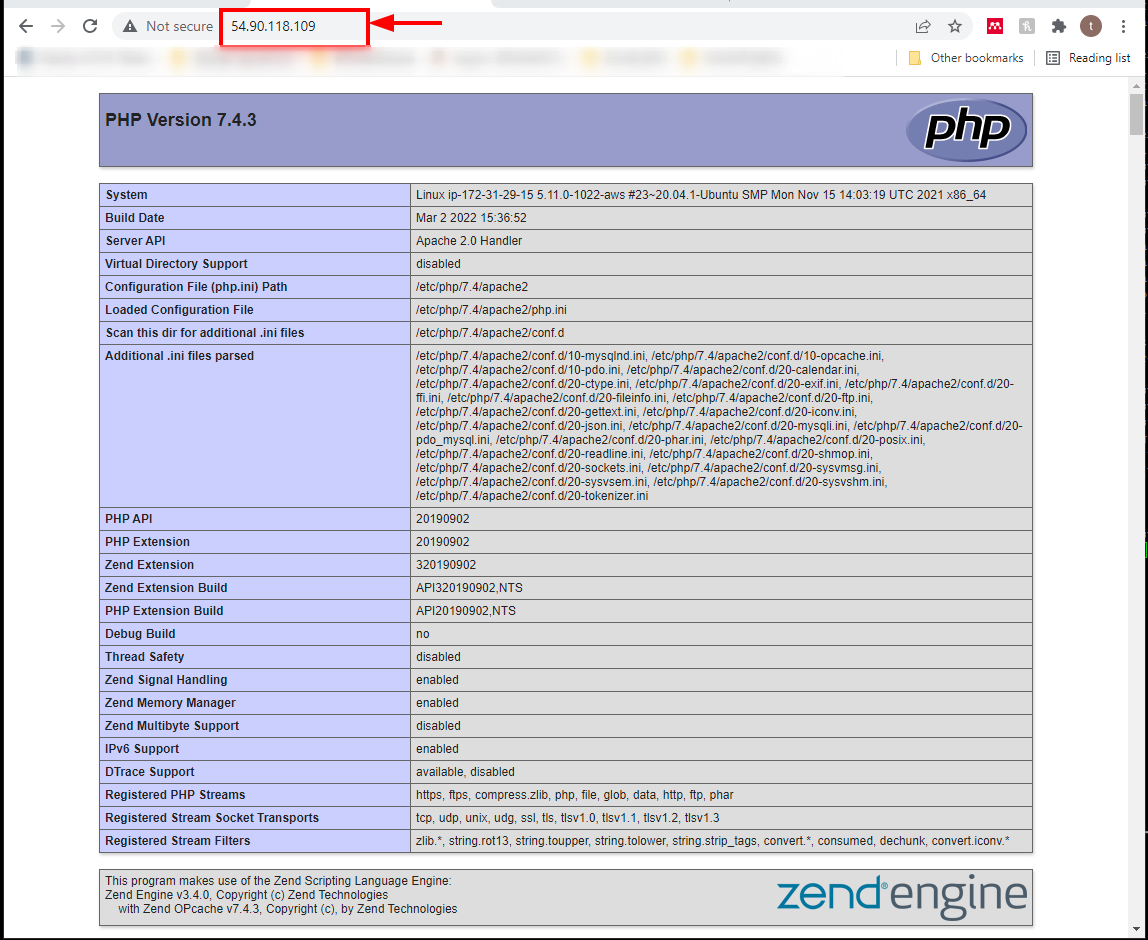 Not secure 54.90.118.109 t
Other bookmarks Reading list
PHP Version 7.4.3 php
System Linux ip-172-31-29-15 5.11.0-1022-aws #23~20.04.1-Ubuntu SMP Mon Nov 15 14:03:19 UTC 2021 x86_64
Build Date Mar 2 2022 15:36:52
Server API Apache 2.0 Handler
Virtual Directory Support disabled
Configuration File (php.ini) Path /etc/php/7.4/apache2
Loaded Configuration File /etc/php/7.4/apache2/php.ini
Scan this dir for additional .ini files /etc/php/7.4/apache2/conf.d
Additional .ini files parsed /etc/php/7.4/apache2/conf.d/10-mysqlnd.ini, /etc/php/7.4/apache2/conf.d/10-opcache.ini,
/etc/php/7.4/apache2/conf.d/10-pdo.ini, /etc/php/7.4/apache2/conf.d/20-calendar.ini,
/etc/php/7.4/apache2/conf.d/20-ctype.ini, /etc/php/7.4/apache2/conf.d/20-exif.ini, /etc/php/7.4/apache2/conf.d/20-
ffi.ini, /etc/php/7.4/apache2/conf.d/20-fileinfo.ini, /etc/php/7.4/apache2/conf.d/20-ftp.ini,
/etc/php/7.4/apache2/conf.d/20-gettext.ini, /etc/php/7.4/apache2/conf.d/20-iconv.ini,
/etc/php/7.4/apache2/conf.d/20-json.ini, /etc/php/7.4/apache2/conf.d/20-mysqli.ini, /etc/php/7.4/apache2/conf.d/20-
pdo_mysql.ini, /etc/php/7.4/apache2/conf.d/20-phar.ini, /etc/php/7.4/apache2/conf.d/20-posix.ini,
/etc/php/7.4/apache2/conf.d/20-readline.ini, /etc/php/7.4/apache2/conf.d/20-shmop.ini,
/etc/php/7.4/apache2/conf.d/20-sockets.ini, /etc/php/7.4/apache2/conf.d/20-sysvmsg.ini,
/etc/php/7.4/apache2/conf.d/20-sysvsem.ini, /etc/php/7.4/apache2/conf.d/20-sysvshm.ini,
/etc/php/7.4/apache2/conf.d/20-tokenizer.ini
PHP API 20190902
PHP Extension 20190902
Zend Extension 320190902
Zend Extension Build API320190902,NTS
PHP Extension Build API20190902,NTS
Debug Build no
Thread Safety disabled
Zend Signal Handling enabled
Zend Memory Manager enabled
Zend Multibyte Support disabled
IPv6 Support enabled
DTrace Support available, disabled
Registered PHP Streams https, ftps, compress.zlib, php, file, glob, data, http, ftp, phar
Registered Stream Socket Transports tcp, udp, unix, udg, ssl, tls, tlsv1.0, tlsv1.1, tlsv1.2, tlsv1.3
Registered Stream Filters zlib.*, string.rot13, string.toupper, string.tolower, string.strip_tags, convert.*, consumed, dechunk, convert.iconv.*
This program makes use of the Zend Scripting Language Engine:
Zend Engine v3.4.0, Copyright (c) Zend Technologies
with Zend OPcache v7.4.3, Copyright (c), by Zend Technologies
zend® engine